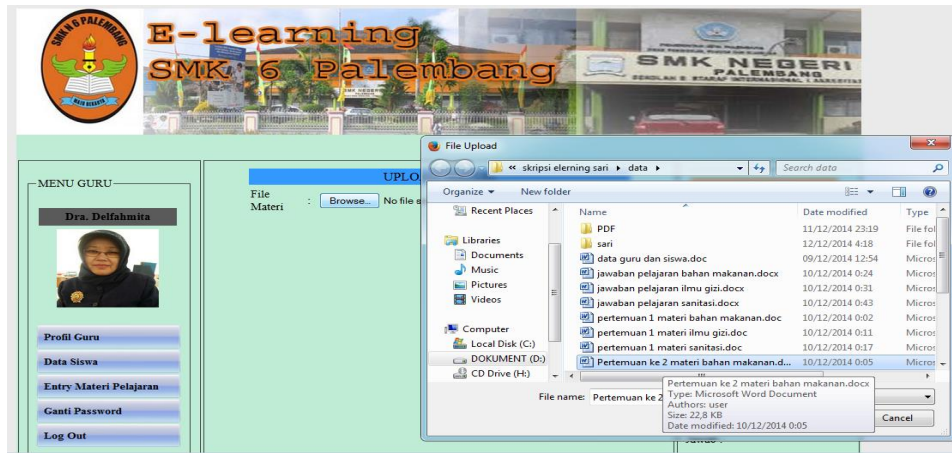 SMK N 6 PALEMBANG
E-learning
SMK 6 Palembang
SMK NEGERI
PALEMBANG
File Upload
« skripsi elerning sari ▸ data ▸
Search data
MENU GURU
UPLO
Organize
New folder
File
Materi :
Browse...
No file s
Dra. Delfahmita
Recent Places
Libraries
Documents
Music
Pictures
Videos
Computer
Local Disk (C:)
DOKUMENT (D:)
CD Drive (H:)
Name Date modified Type
PDF 11/12/2014 23:19 File fol
sari 12/12/2014 4:18 File fol
data guru dan siswa.doc 09/12/2014 12:54 Micros
jawaban pelajaran bahan makanan.docx 10/12/2014 0:24 Micros
jawaban pelajaran ilmu gizi.docx 10/12/2014 0:31 Micros
jawaban pelajaran sanitasi.docx 10/12/2014 0:43 Micros
pertemuan 1 materi bahan makanan.doc 10/12/2014 0:02 Micros
pertemuan 1 materi ilmu gizi.doc 10/12/2014 0:11 Micros
pertemuan 1 materi sanitasi.doc 10/12/2014 0:17 Micros
Pertemuan ke 2 materi bahan makanan.d... 10/12/2014 0:05 Micros
Pertemuan ke 2 materi bahan makanan.docx
Type: Microsoft Word Document
Authors: user
Size: 22,8 KB
Date modified: 10/12/2014 0:05
File name: Pertemuan ke 2
Cancel
Profil Guru
Data Siswa
Entry Materi Pelajaran
Ganti Password
Log Out